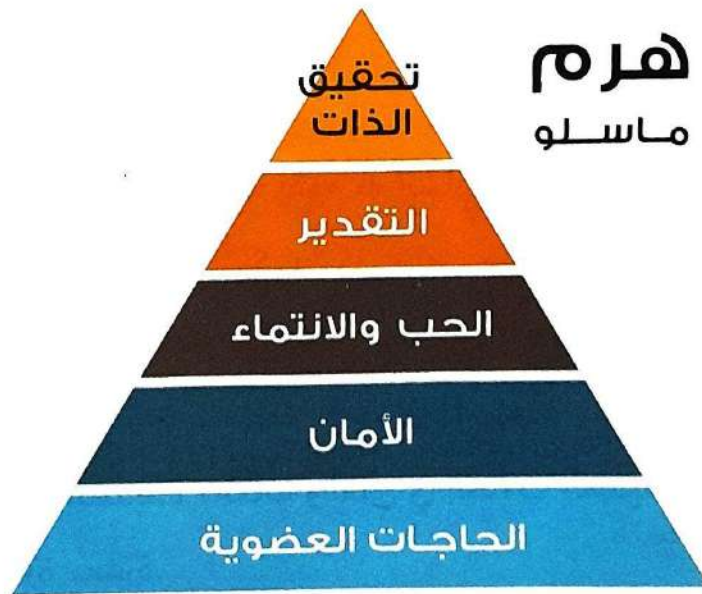 هرم
ماسلو
تحقيق
الذات
التقدير
الحب والانتماء
الأمان
الحاجات العضوية